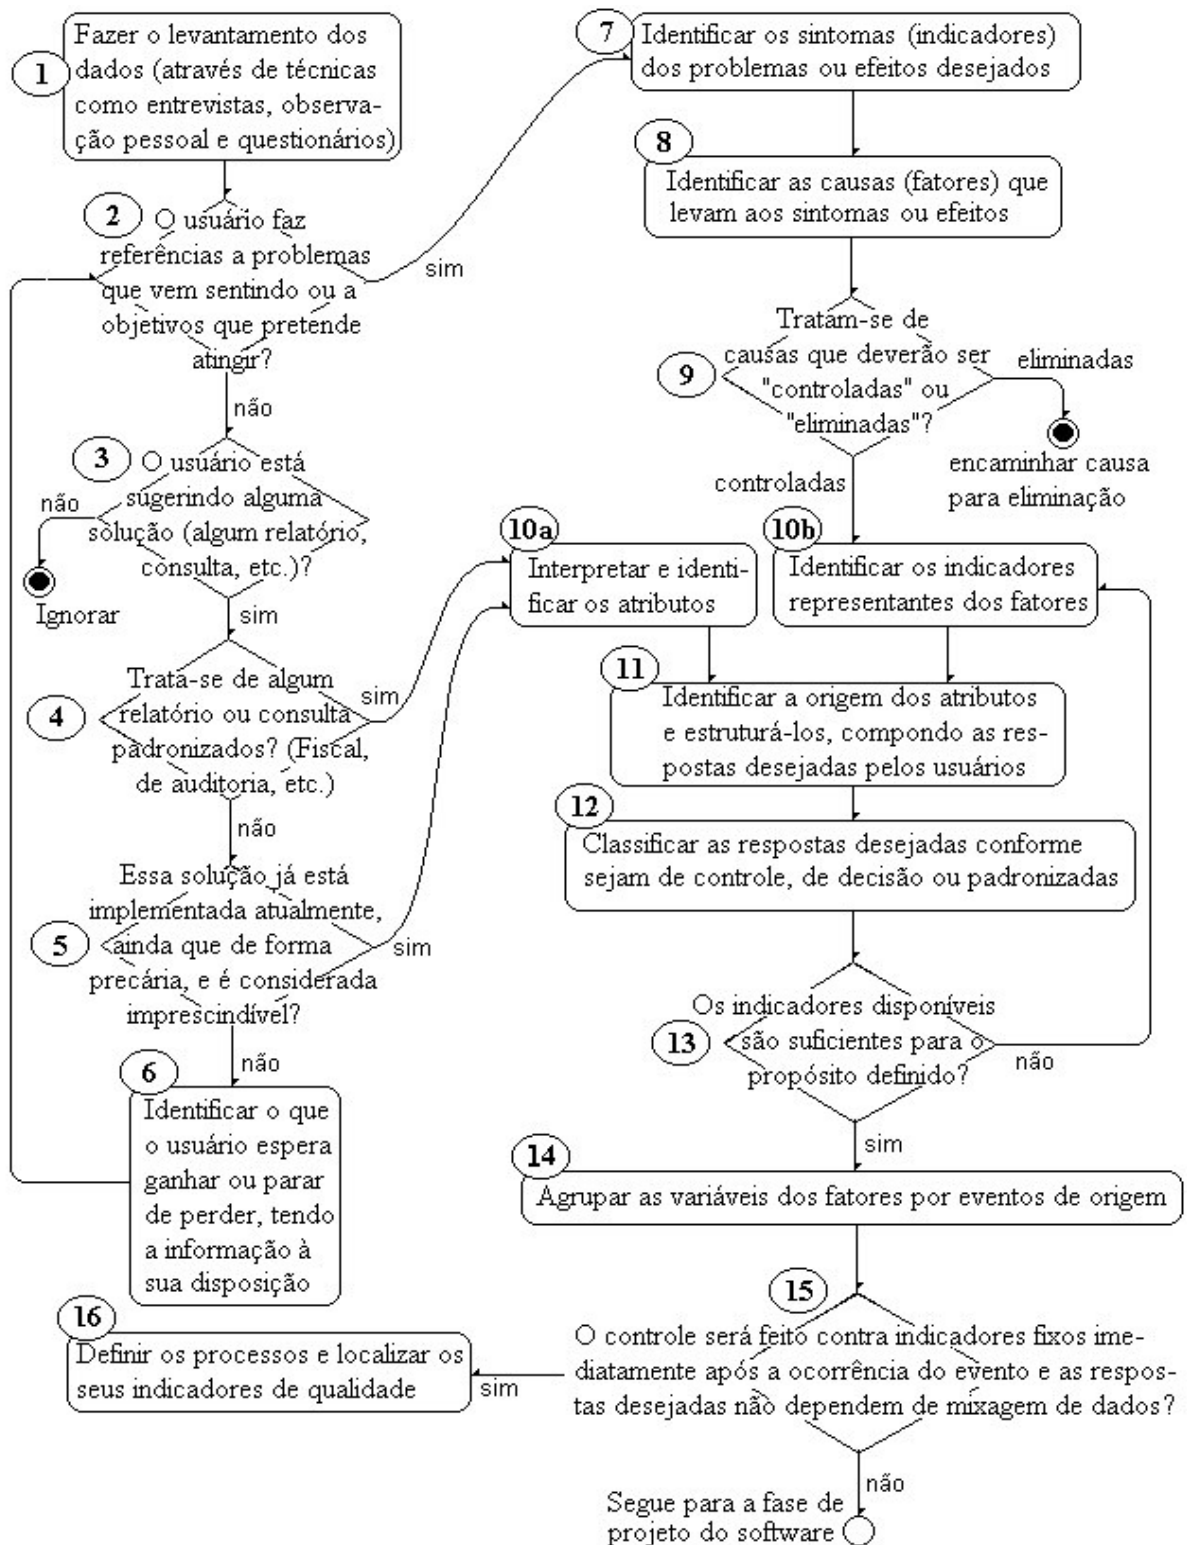 1
Fazer o levantamento dos
dados (através de técnicas
como entrevistas, observa-
ção pessoal e questionários)
2
O usuário faz
referências a problemas
que vem sentindo ou a
objetivos que pretende
atingir?
sim
não
3
O usuário está
sugerindo alguma
solução (algum relatório,
consulta, etc.)?
não
Ignorar
sim
4
Trata-se de algum
relatório ou consulta
padronizados? (Fiscal,
de auditoria, etc.)
sim
não
5
Essa solução já está
implementada atualmente,
ainda que de forma
precária, e é considerada
imprescindível?
sim
não
6
Identificar o que
o usuário espera
ganhar ou parar
de perder, tendo
a informação à
sua disposição
7
Identificar os sintomas (indicadores)
dos problemas ou efeitos desejados
8
Identificar as causas (fatores) que
levam aos sintomas ou efeitos
9
Tratam-se de
causas que deverão ser
"controladas" ou
"eliminadas"?
eliminadas
encaminhar causa
para eliminação
controladas
10a
Interpretar e identi-
ficar os atributos
10b
Identificar os indicadores
representantes dos fatores
11
Identificar a origem dos atributos
e estruturá-los, compondo as res-
postas desejadas pelos usuários
12
Classificar as respostas desejadas conforme
sejam de controle, de decisão ou padronizadas
13
Os indicadores disponíveis
são suficientes para o
propósito definido?
não
sim
14
Agrupar as variáveis dos fatores por eventos de origem
15
O controle será feito contra indicadores fixos ime-
diatamente após a ocorrência do evento e as respos-
tas desejadas não dependem de mixagem de dados?
sim
16
Definir os processos e localizar os
seus indicadores de qualidade
não
Segue para a fase de
projeto do software